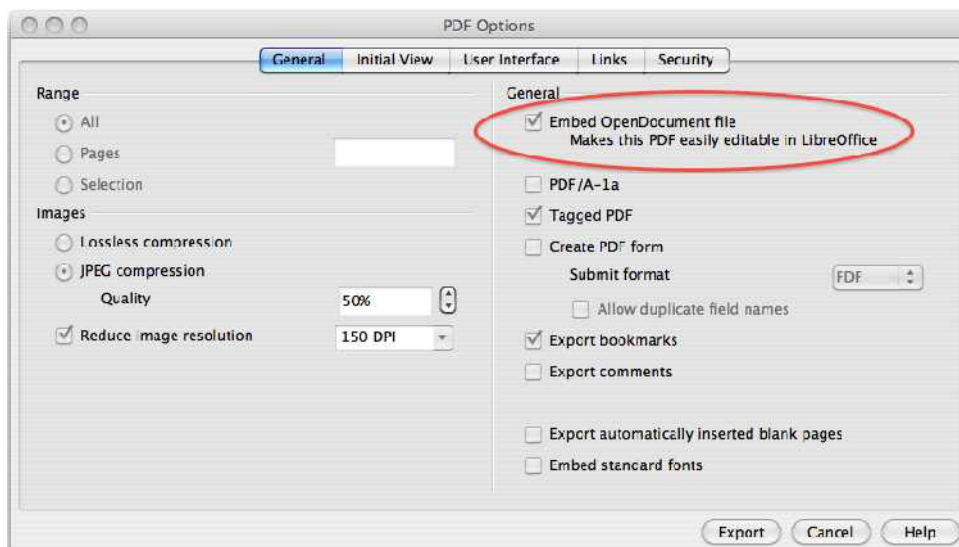 PDF Options
General
Initial View
User Interface
Links
Security
Range
All
Pages
Selection
Images
Lossless compression
JPEG compression
Quality
50%
Reduce image resolution
150 DPI
General
Embed OpenDocument file
Makes this PDF easily editable in LibreOffice
PDF/A-1a
Tagged PDF
Create PDF form
Submit format
FDF
Allow duplicate field names
Export bookmarks
Export comments
Export automatically inserted blank pages
Embed standard fonts
Export
Cancel
Help